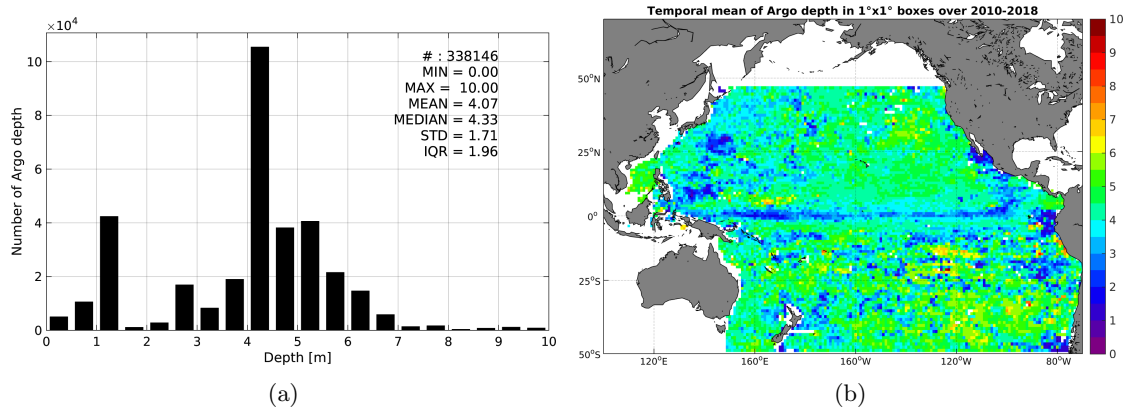 ×10⁴
10
8
6
4
2
0
Number of Argo depth
# : 338146
MIN = 0.00
MAX = 10.00
MEAN = 4.07
MEDIAN = 4.33
STD = 1.71
IQR = 1.96
0 1 2 3 4 5 6 7 8 9 10
Depth [m]
(a)
Temporal mean of Argo depth in 1°x1° boxes over 2010-2018
50°N
25°N
0°
25°S
50°S
120°E 160°E 160°W 120°W 80°W
10
9
8
7
6
5
4
3
2
1
0
(b)